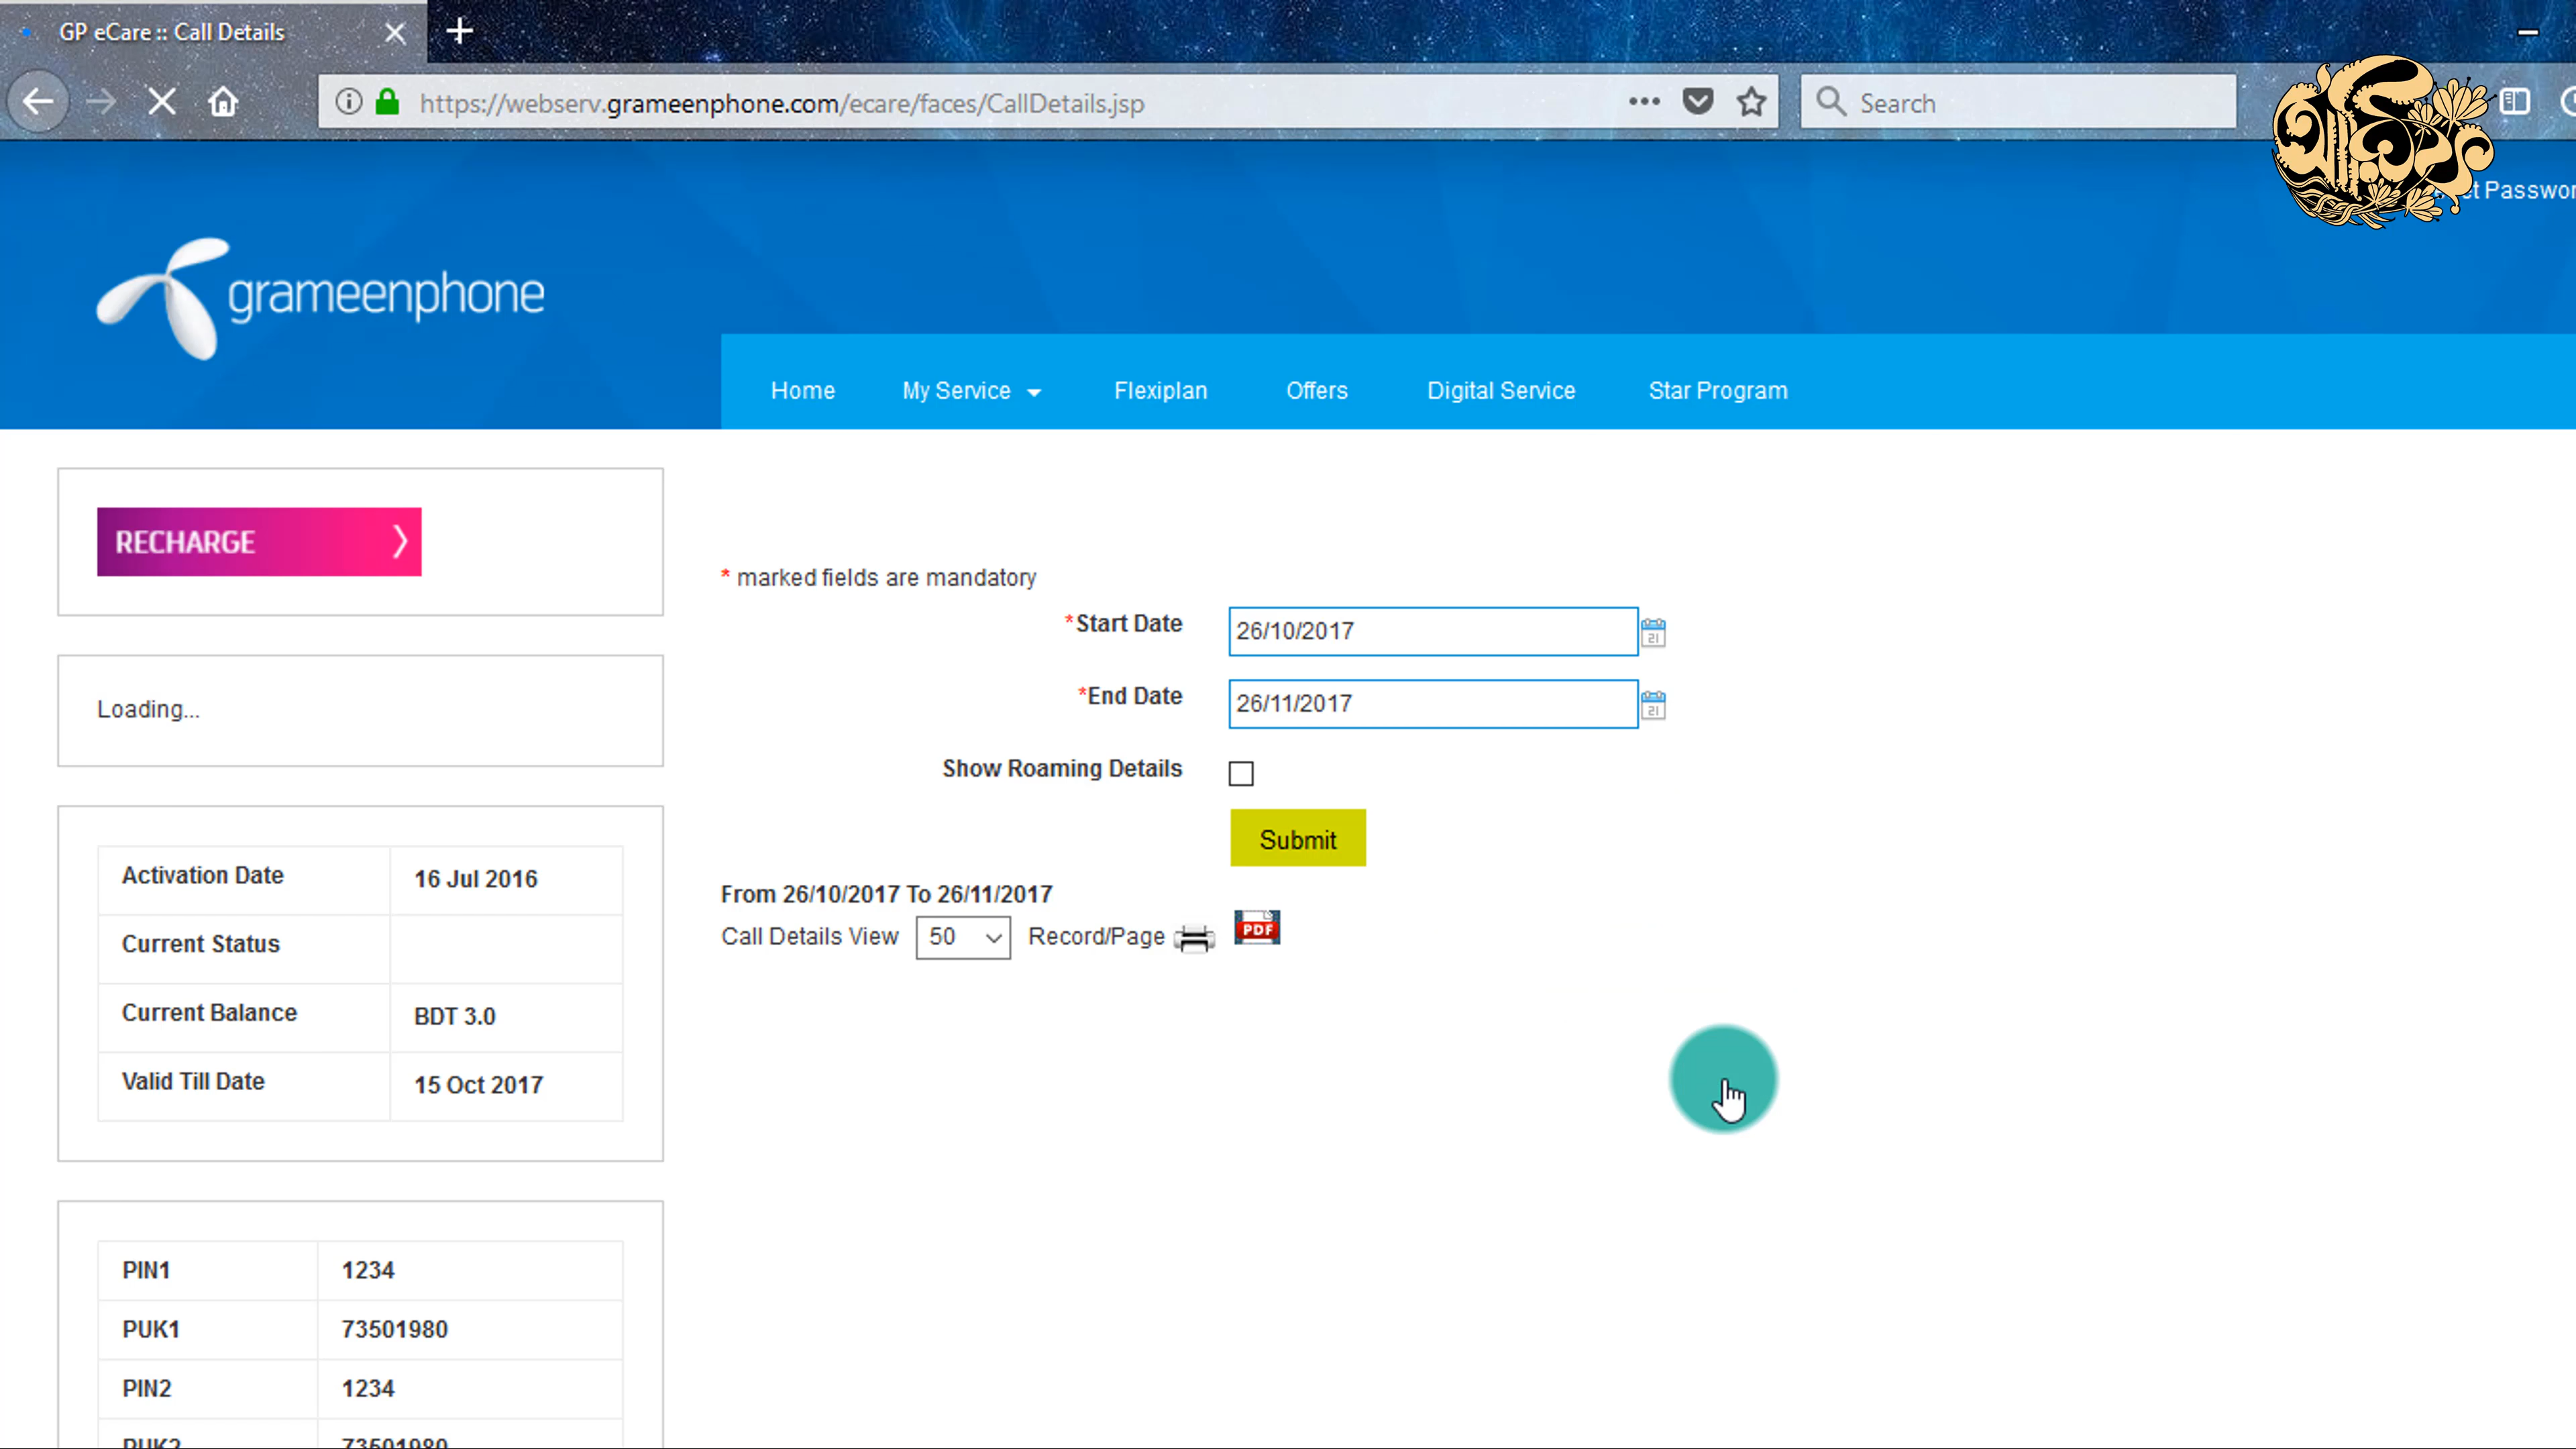 GP eCare :: Call Details
https://webserv.grameenphone.com/ecare/faces/CallDetails.jsp
Search
grameenphone
Home My Service Flexiplan Offers Digital Service Star Program
RECHARGE
Loading...
Activation Date 16 Jul 2016
Current Status
Current Balance BDT 3.0
Valid Till Date 15 Oct 2017
PIN1 1234
PUK1 73501980
PIN2 1234
PUK2 73501980
* marked fields are mandatory
*Start Date 26/10/2017
*End Date 26/11/2017
Show Roaming Details
Submit
From 26/10/2017 To 26/11/2017
Call Details View 50 Record/Page PDF